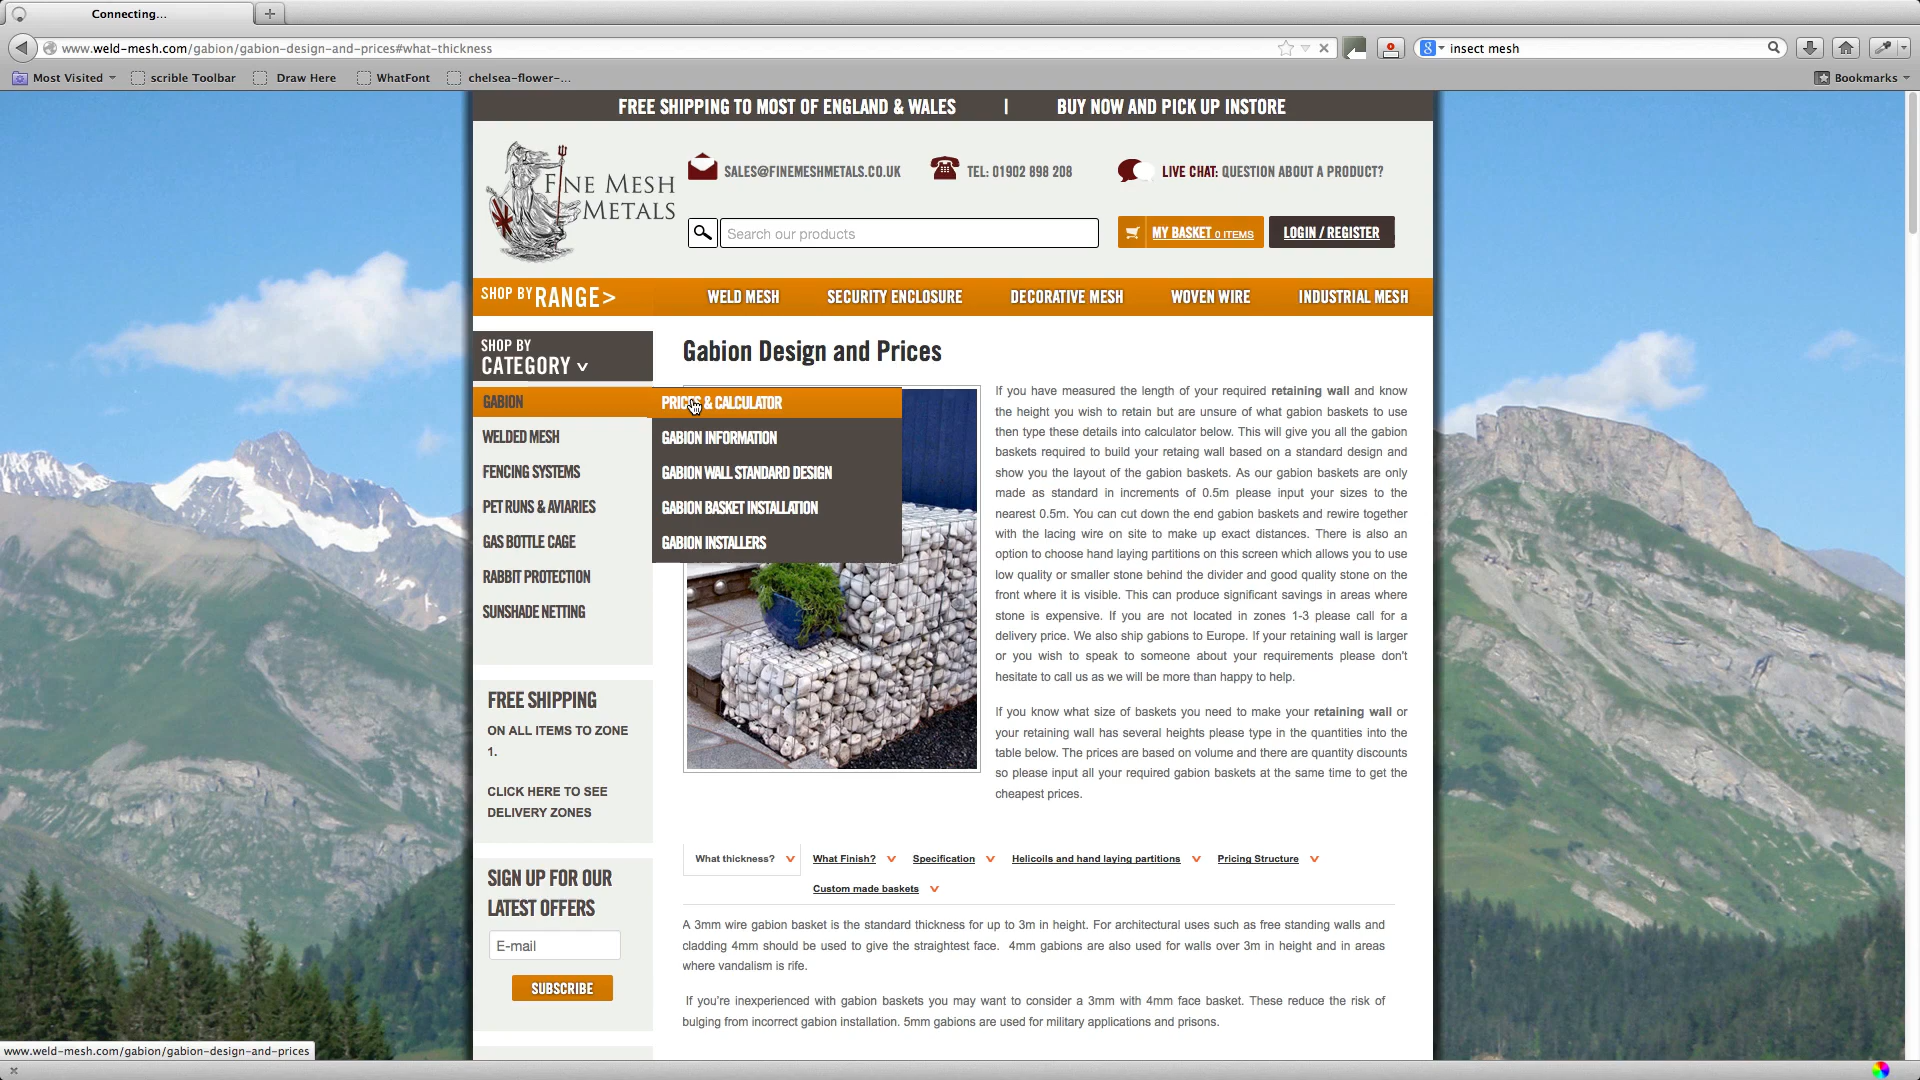 Connecting...
www.weld-mesh.com/gabion/gabion-design-and-prices#what-thickness
insect mesh
Most Visited
scrible Toolbar
Draw Here
WhatFont
chelsea-flower-...
Bookmarks
FREE SHIPPING TO MOST OF ENGLAND & WALES | BUY NOW AND PICK UP INSTORE
FINE MESH
METALS
SALES@FINEMESHMETALS.CO.UK
TEL: 01902 898 208
LIVE CHAT: QUESTION ABOUT A PRODUCT?
Search our products
MY BASKET 0 ITEMS
LOGIN / REGISTER
SHOP BY RANGE>
WELD MESH
SECURITY ENCLOSURE
DECORATIVE MESH
WOVEN WIRE
INDUSTRIAL MESH
SHOP BY
CATEGORY
GABION
WELDED MESH
FENCING SYSTEMS
PET RUNS & AVIARIES
GAS BOTTLE CAGE
RABBIT PROTECTION
SUNSHADE NETTING
PRICES & CALCULATOR
GABION INFORMATION
GABION WALL STANDARD DESIGN
GABION BASKET INSTALLATION
GABION INSTALLERS
Gabion Design and Prices
If you have measured the length of your required retaining wall and know
the height you wish to retain but are unsure of what gabion baskets to use
then type these details into calculator below. This will give you all the gabion
baskets required to build your retaing wall based on a standard design and
show you the layout of the gabion baskets. As our gabion baskets are only
made as standard in increments of 0.5m please input your sizes to the
nearest 0.5m. You can cut down the end gabion baskets and rewire together
with the lacing wire on site to make up exact distances. There is also an
option to choose hand laying partitions on this screen which allows you to use
low quality or smaller stone behind the divider and good quality stone on the
front where it is visible. This can produce significant savings in areas where
stone is expensive. If you are not located in zones 1-3 please call for a
delivery price. We also ship gabions to Europe. If your retaining wall is larger
or you wish to speak to someone about your requirements please don't
hesitate to call us as we will be more than happy to help.
If you know what size of baskets you need to make your retaining wall or
your retaining wall has several heights please type in the quantities into the
table below. The prices are based on volume and there are quantity discounts
so please input all your required gabion baskets at the same time to get the
cheapest prices.
FREE SHIPPING
ON ALL ITEMS TO ZONE
1.
CLICK HERE TO SEE
DELIVERY ZONES
SIGN UP FOR OUR
LATEST OFFERS
E-mail
SUBSCRIBE
What thickness?
What Finish?
Specification
Helicoils and hand laying partitions
Pricing Structure
Custom made baskets
A 3mm wire gabion basket is the standard thickness for up to 3m in height. For architectural uses such as free standing walls and
cladding 4mm should be used to give the straightest face. 4mm gabions are also used for walls over 3m in height and in areas
where vandalism is rife.
If you're inexperienced with gabion baskets you may want to consider a 3mm with 4mm face basket. These reduce the risk of
bulging from incorrect gabion installation. 5mm gabions are used for military applications and prisons.
www.weld-mesh.com/gabion/gabion-design-and-prices